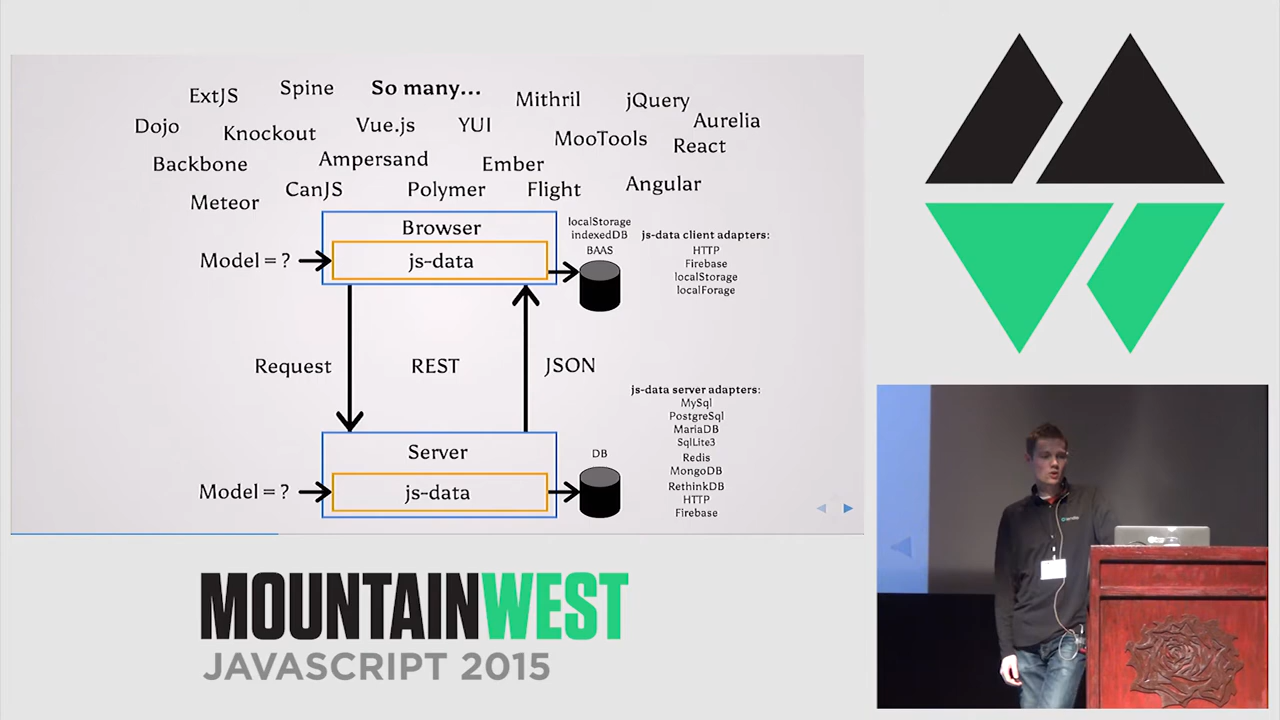 So many...
ExtJS
Spine
Mithril
jQuery
Dojo
Knockout
Vue.js
YUI
MooTools
Aurelia
React
Backbone
Ampersand
Ember
Meteor
CanJS
Polymer
Flight
Angular
Browser
Model = ?
js-data
localStorage
indexedDB
BAAS
js-data client adapters:
HTTP
Firebase
localStorage
localForage
Request
REST
JSON
Server
Model = ?
js-data
DB
js-data server adapters:
MySql
PostgreSql
MariaDB
SqlLite3
Redis
MongoDB
RethinkDB
HTTP
Firebase
MOUNTAINWEST
JAVASCRIPT 2015